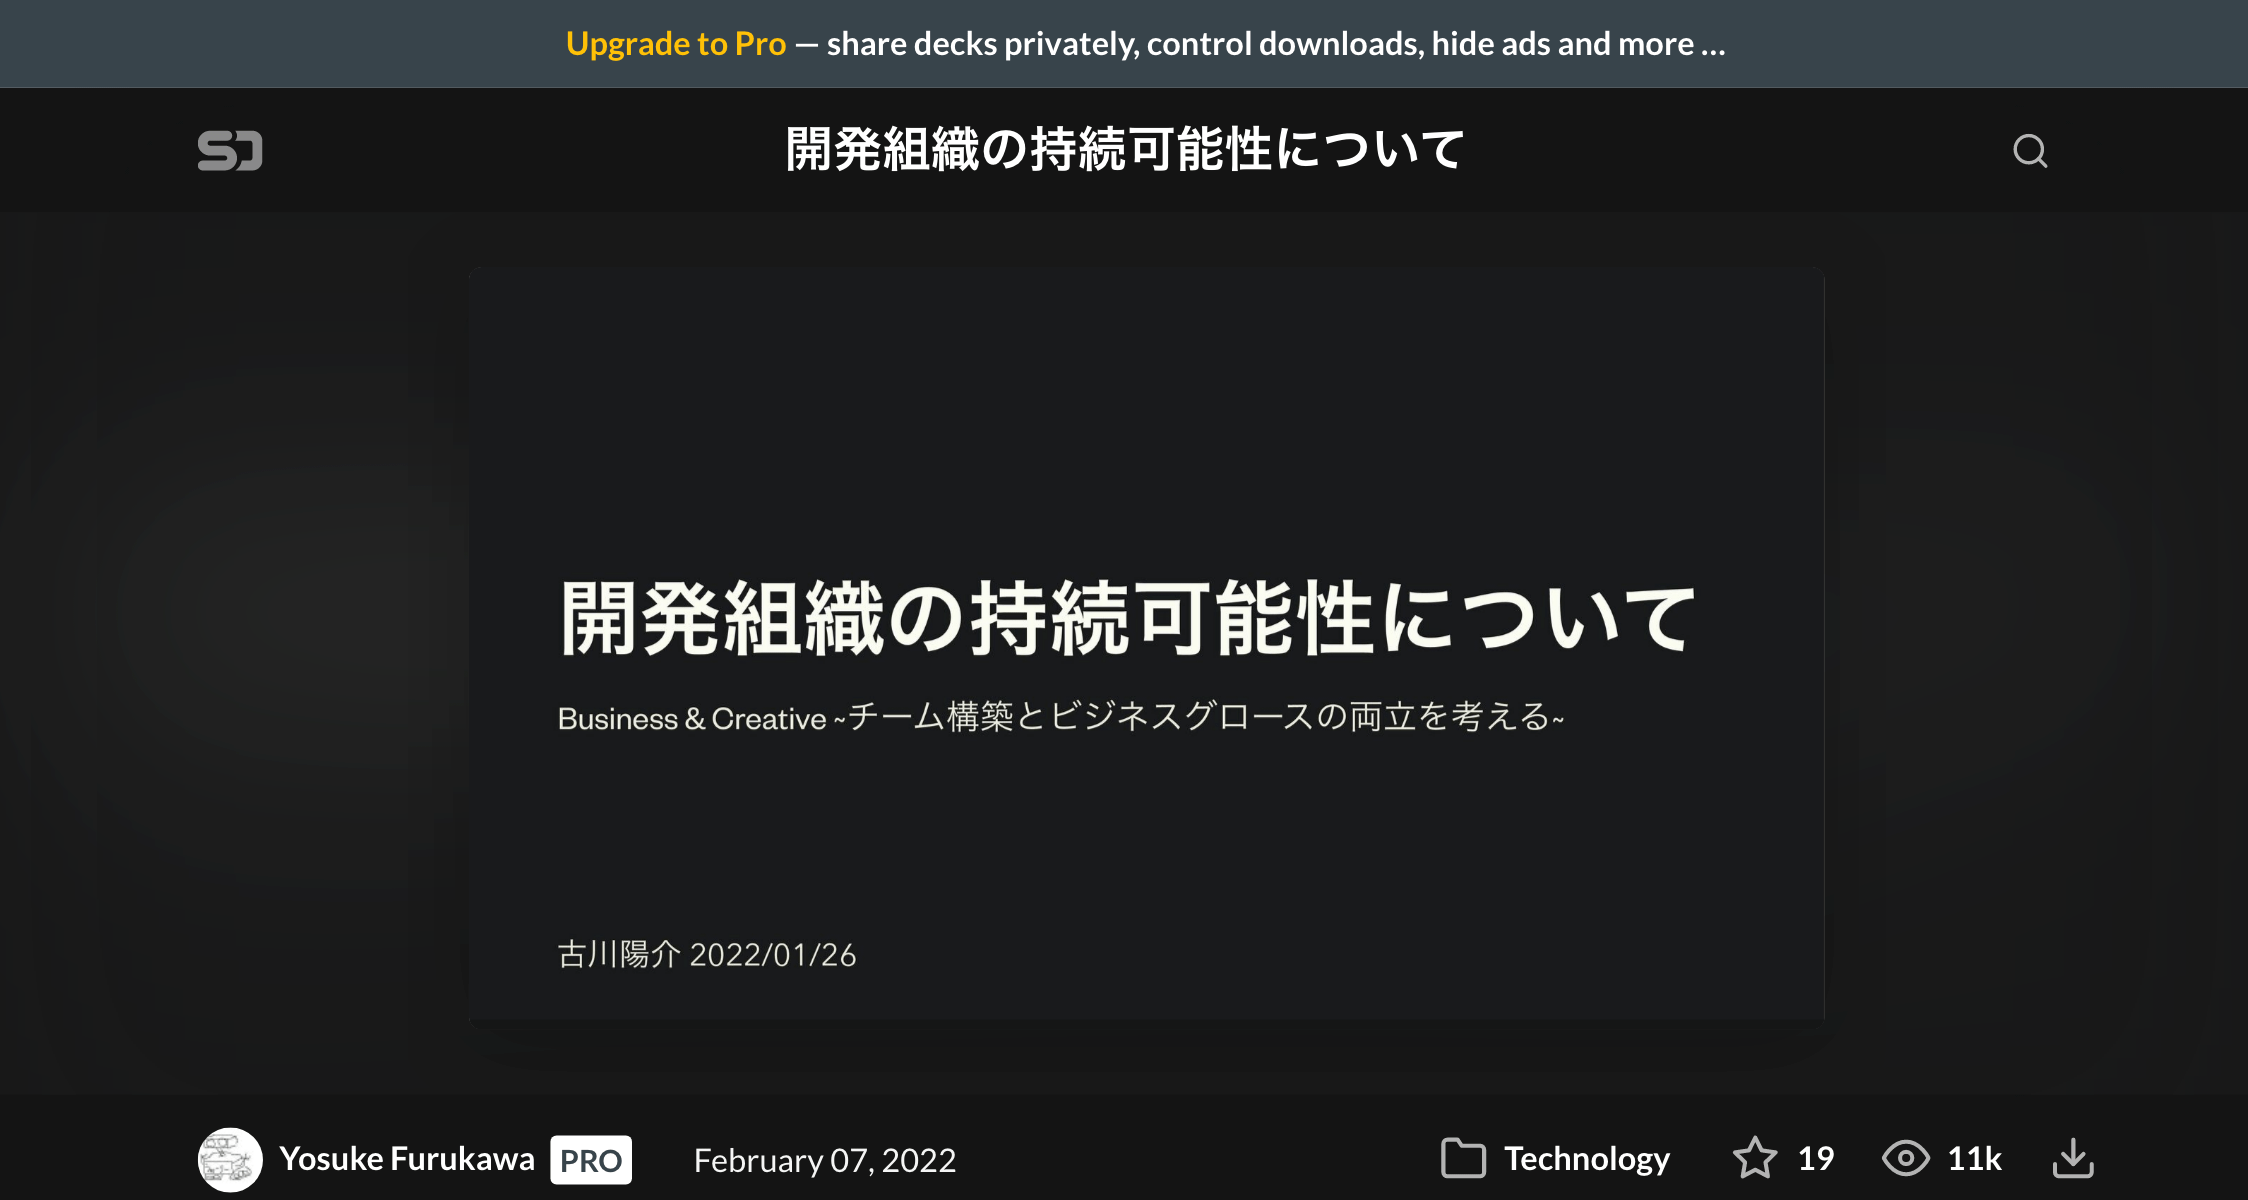 Upgrade to Pro — share decks privately, control downloads, hide ads and more …
開発組織の持続可能性について
開発組織の持続可能性について
Business & Creative ~チーム構築とビジネスグロースの両立を考える~
古川陽介 2022/01/26
Yosuke Furukawa PRO February 07, 2022 Technology 19 11k